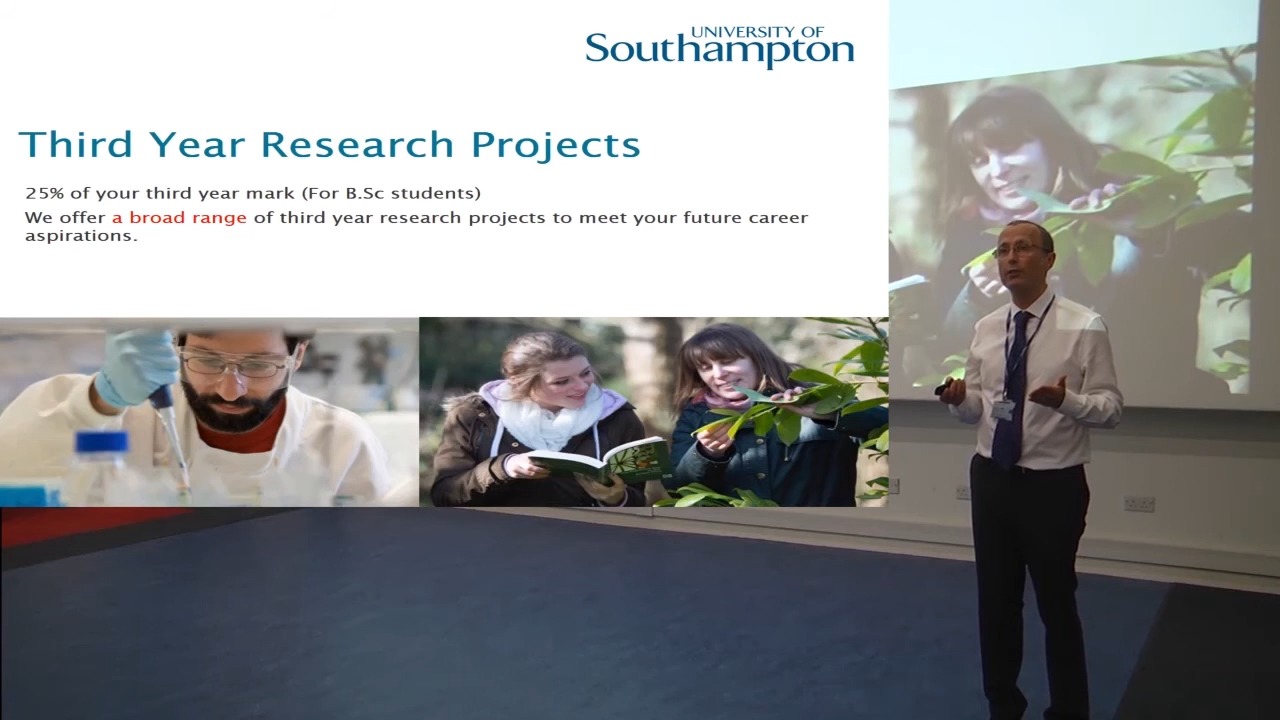 UNIVERSITY OF
Southampton
Third Year Research Projects
25% of your third year mark (For B.Sc students)
We offer a broad range of third year research projects to meet your future career
aspirations.